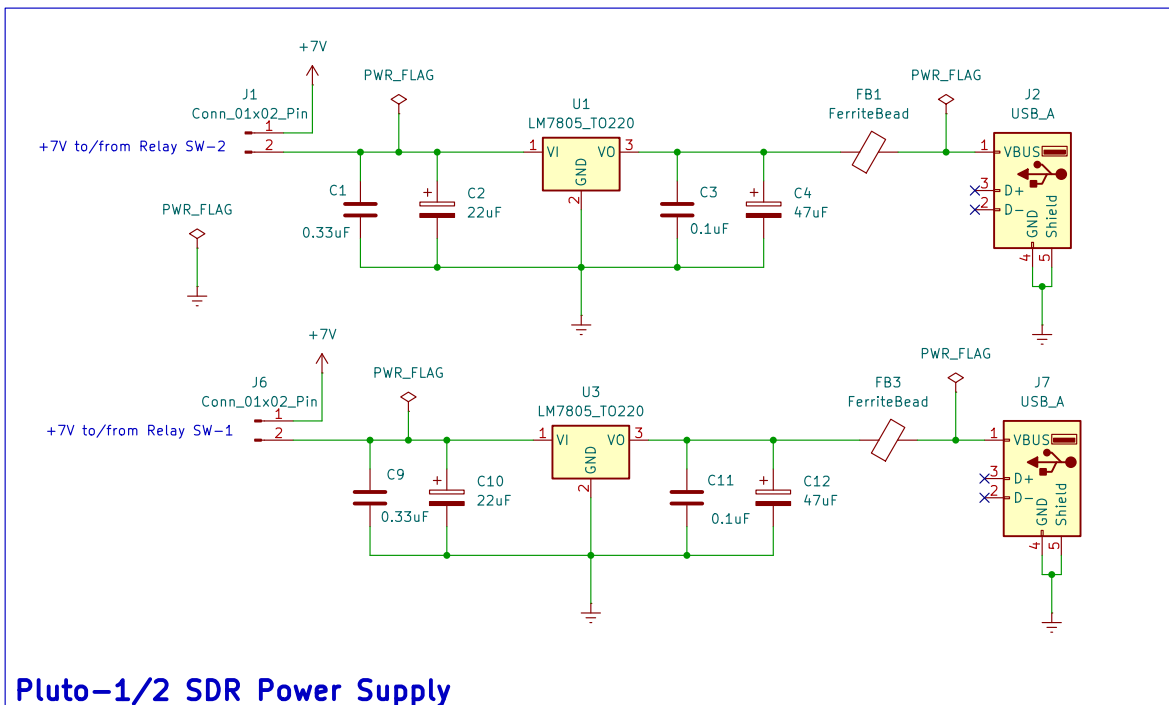 +7V
PWR_FLAG
PWR_FLAG
J1
Conn_01x02_Pin
1
2
+7V to/from Relay SW-2
U1
LM7805_TO220
1 VI VO 3
GND
2
FB1
FerriteBead
J2
USB_A
1 VBUS
3 D+
2 D-
GND
Shield
4 5
C1
0.33uF
+
C2
22uF
C3
0.1uF
+
C4
47uF
PWR_FLAG
+7V
PWR_FLAG
PWR_FLAG
J6
Conn_01x02_Pin
1
2
+7V to/from Relay SW-1
U3
LM7805_TO220
1 VI VO 3
GND
2
FB3
FerriteBead
J7
USB_A
1 VBUS
3 D+
2 D-
GND
Shield
4 5
C9
0.33uF
+
C10
22uF
C11
0.1uF
+
C12
47uF
Pluto-1/2 SDR Power Supply